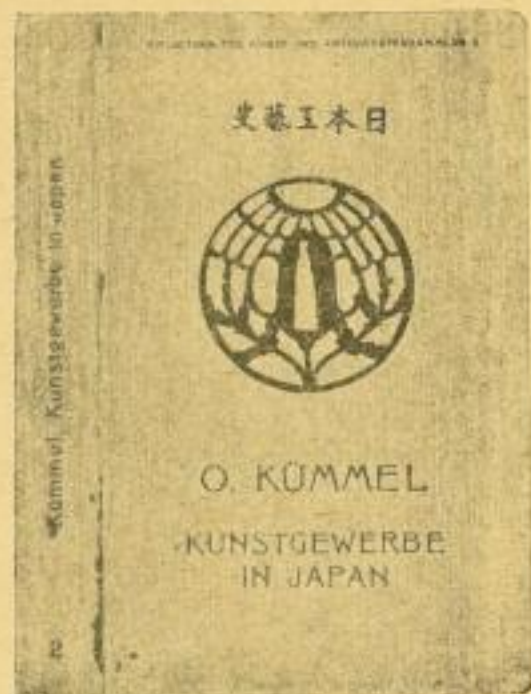 日本工藝史
O. KÜMMEL
KUNSTGEWERBE
IN JAPAN
Kümmel, Kunstgewerbe in Japan
2